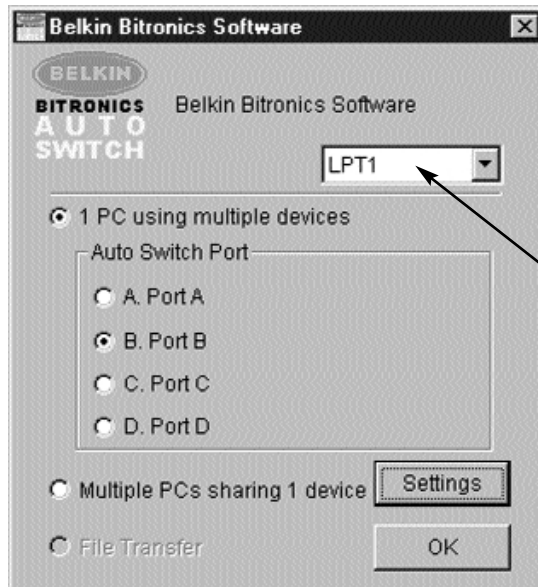 Belkin Bitronics Software
BELKIN
BITRONICS
AUTO
SWITCH
Belkin Bitronics Software
LPT1
1 PC using multiple devices
Auto Switch Port
A. Port A
B. Port B
C. Port C
D. Port D
Multiple PCs sharing 1 device
Settings
File Transfer
OK